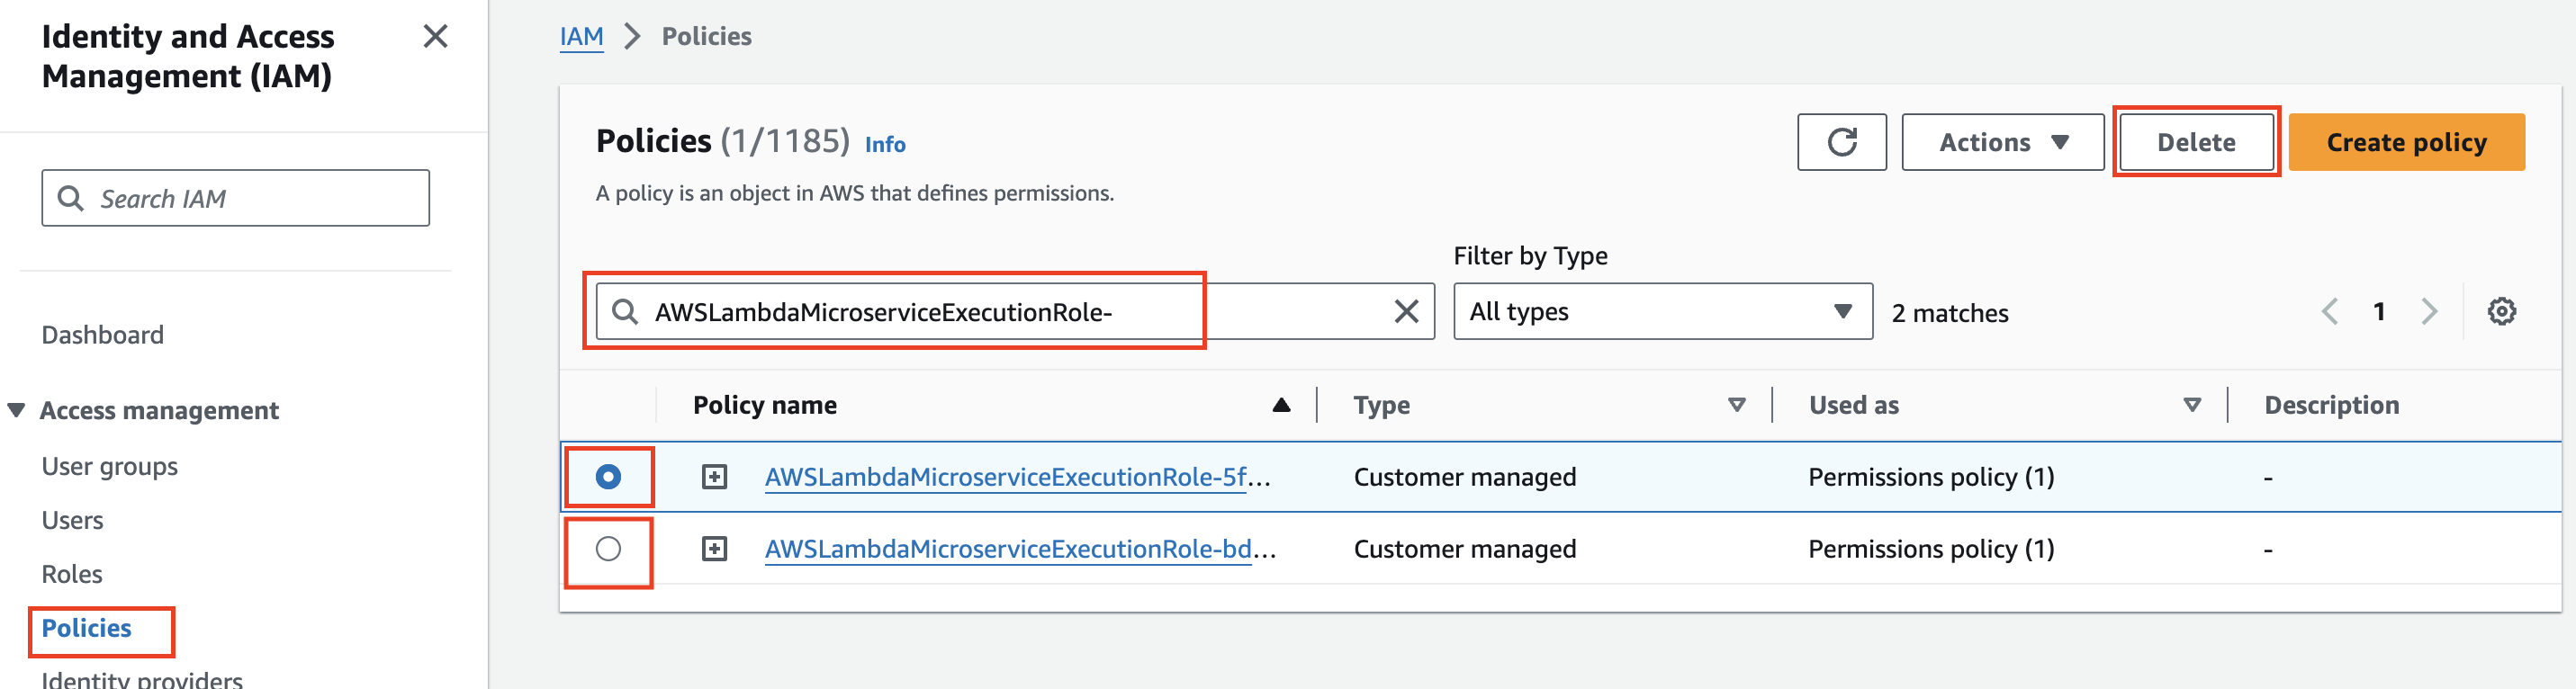 Identity and Access
Management (IAM)
Search IAM
Dashboard
Access management
User groups
Users
Roles
Policies
Identity providers
IAM > Policies
Policies (1/1185) Info
A policy is an object in AWS that defines permissions.
Actions
Delete
Create policy
Filter by Type
AWSLambdaMicroserviceExecutionRole-
All types
2 matches
1
Policy name Type Used as Description
AWSLambdaMicroserviceExecutionRole-5f... Customer managed Permissions policy (1) -
AWSLambdaMicroserviceExecutionRole-bd... Customer managed Permissions policy (1) -